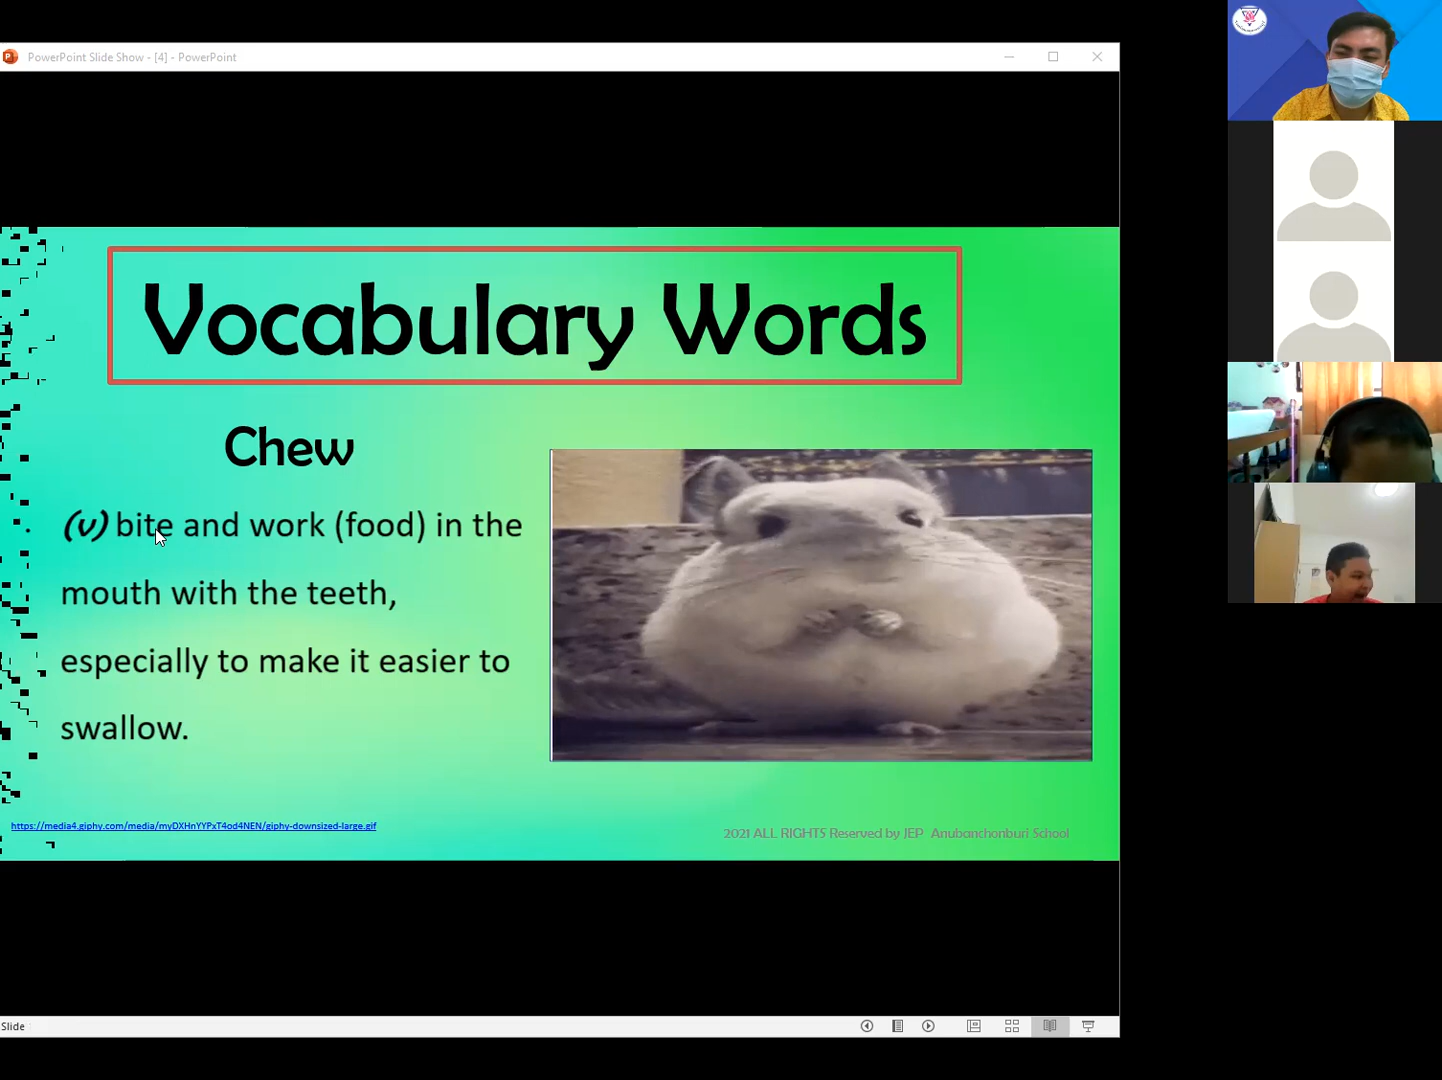 PowerPoint Slide Show - [4] - PowerPoint
Vocabulary Words
Chew
• (v) bite and work (food) in the
mouth with the teeth,
especially to make it easier to
swallow.
https://media4.giphy.com/media/myDXHnYYPxT4od4NEN/giphy-downsized-large.gif
2021 ALL RIGHTS Reserved by JEP Anubanchonburi School
Slide